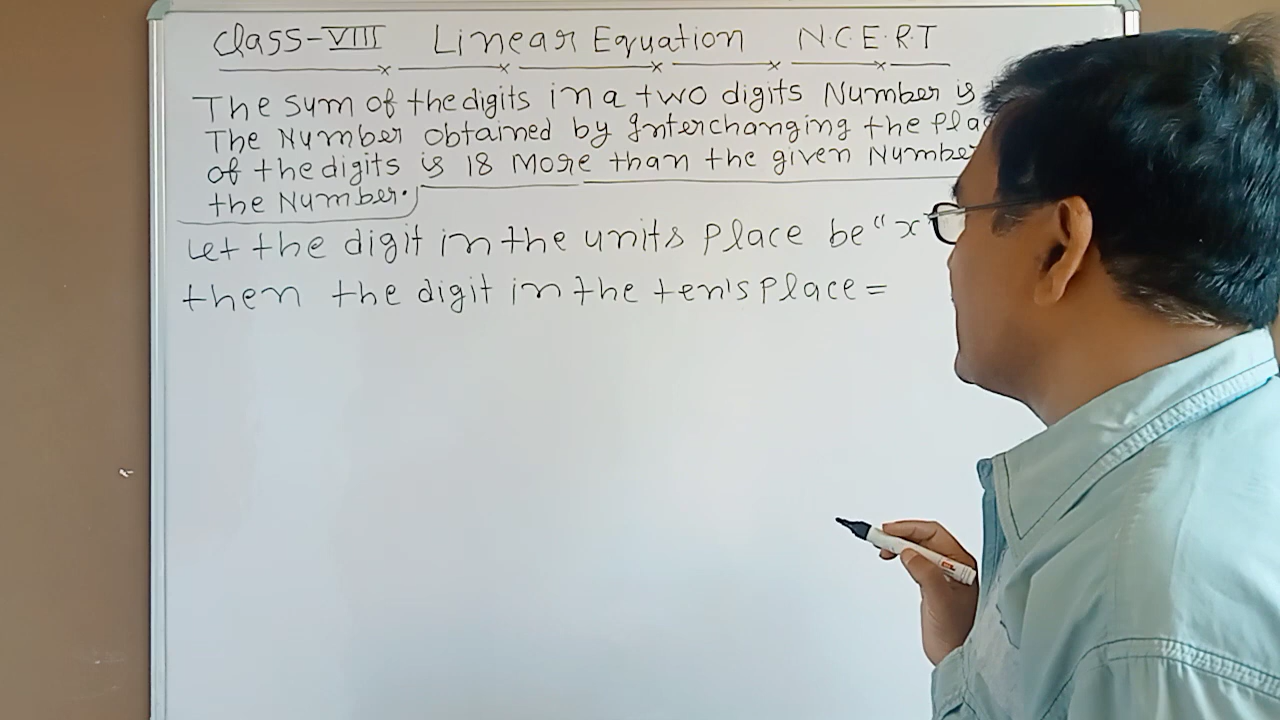 Class-VIII Linear Equation N.C.E.R.T
The sum of the digits in a two digits Number is
The Number obtained by Interchanging the
of the digits is 18 More than the given Number
the Number.
Let the digit in the units place be "x"
then the digit in the ten's place =